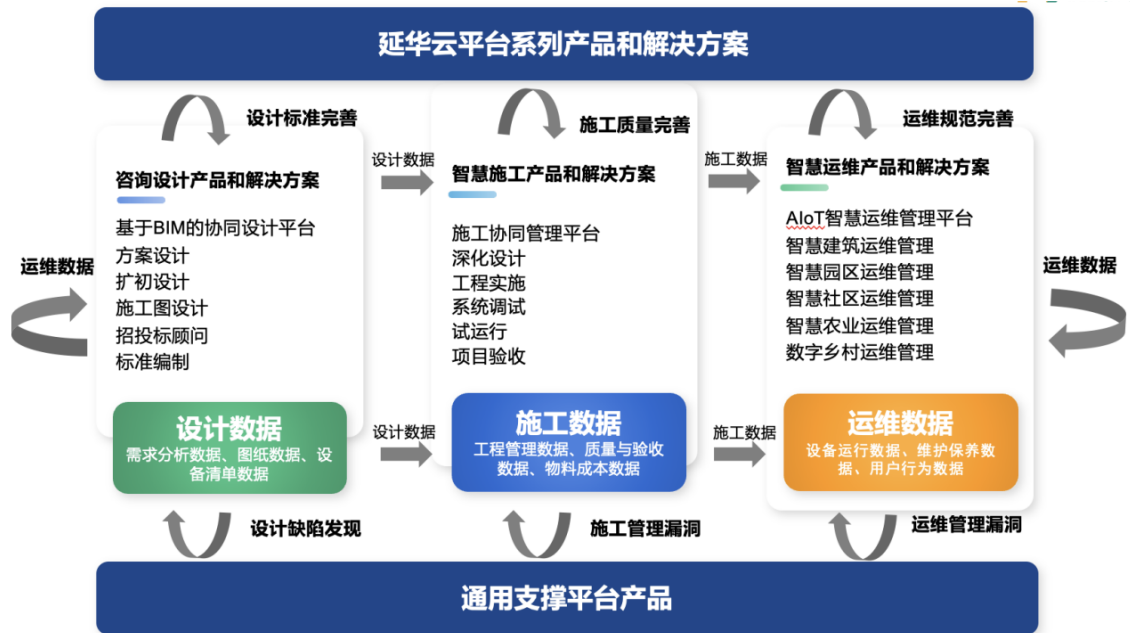 延华云平台系列产品和解决方案
设计标准完善
施工质量完善
运维规范完善
咨询设计产品和解决方案
基于BIM的协同设计平台
方案设计
扩初设计
施工图设计
招投标顾问
标准编制
设计数据
智慧施工产品和解决方案
施工协同管理平台
深化设计
工程实施
系统调试
试运行
项目验收
施工数据
智慧运维产品和解决方案
AIoT智慧运维管理平台
智慧建筑运维管理
智慧园区运维管理
智慧社区运维管理
智慧农业运维管理
数字乡村运维管理
运维数据
运维数据
设计数据
需求分析数据、图纸数据、设
备清单数据
设计数据
施工数据
工程管理数据、质量与验收
数据、物料成本数据
施工数据
运维数据
设备运行数据、维护保养数
据、用户行为数据
设计缺陷发现
施工管理漏洞
运维管理漏洞
通用支撑平台产品